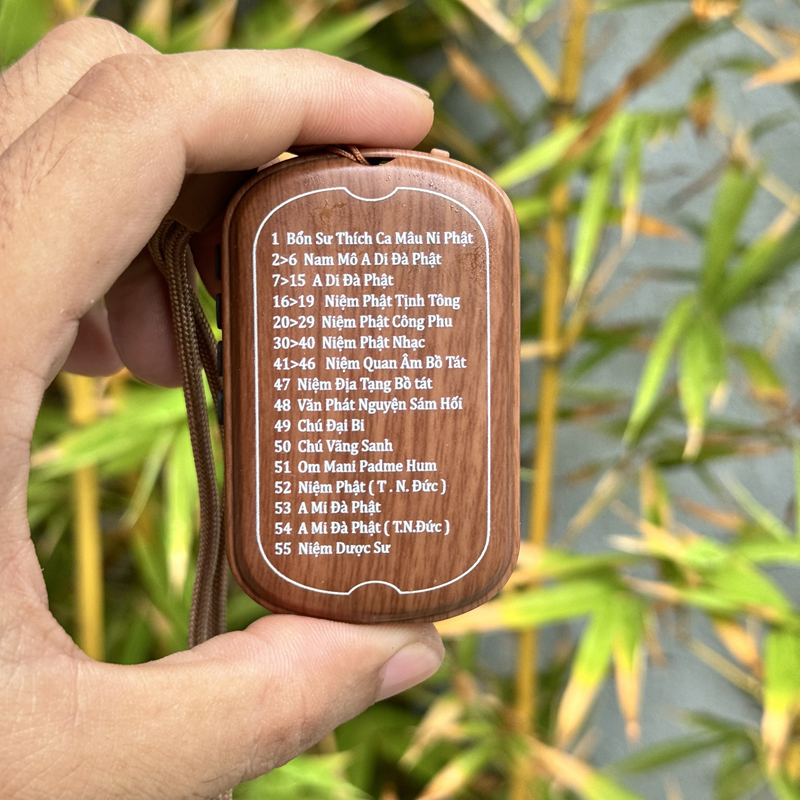 1 Bổn Sư Thích Ca Mâu Ni Phật
2>6 Nam Mô A Di Đà Phật
7>15 A Di Đà Phật
16>19 Niệm Phật Tịnh Tông
20>29 Niệm Phật Công Phu
30>40 Niệm Phật Nhạc
41>46 Niệm Quan Âm Bồ Tát
47 Niệm Địa Tạng Bồ tát
48 Văn Phát Nguyện Sám Hối
49 Chú Đại Bi
50 Chú Vãng Sanh
51 Om Mani Padme Hum
52 Niệm Phật ( T . N. Đức )
53 A Mi Đà Phật
54 A Mi Đà Phật ( T.N.Đức )
55 Niệm Dược Sư